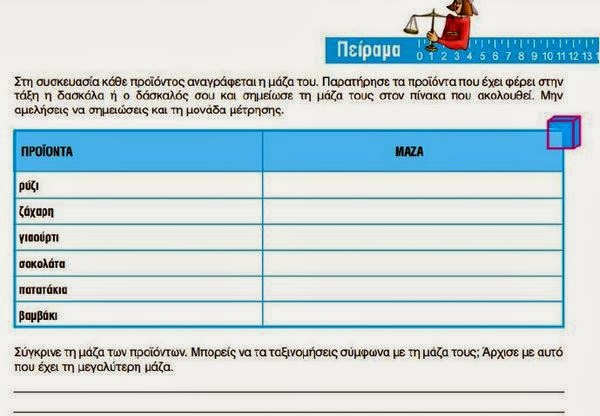 Πείραμα
0 1 2 3 4 5 6 7 8 9 10 11 12 13
Στη συσκευασία κάθε προϊόντος αναγράφεται η μάζα του. Παρατήρησε τα προϊόντα που έχει φέρει στην
τάξη η δασκάλα ή ο δάσκαλός σου και σημείωσε τη μάζα τους στον πίνακα που ακολουθεί. Μην
αμελήσεις να σημειώσεις και τη μονάδα μέτρησης.
ΠΡΟΪΟΝΤΑ ΜΑΖΑ
ρύζι
ζάχαρη
γιαούρτι
σοκολάτα
πατατάκια
βαμβάκι
Σύγκρινε τη μάζα των προϊόντων. Μπορείς να τα ταξινομήσεις σύμφωνα με τη μάζα τους; Άρχισε με αυτό
που έχει τη μεγαλύτερη μάζα.